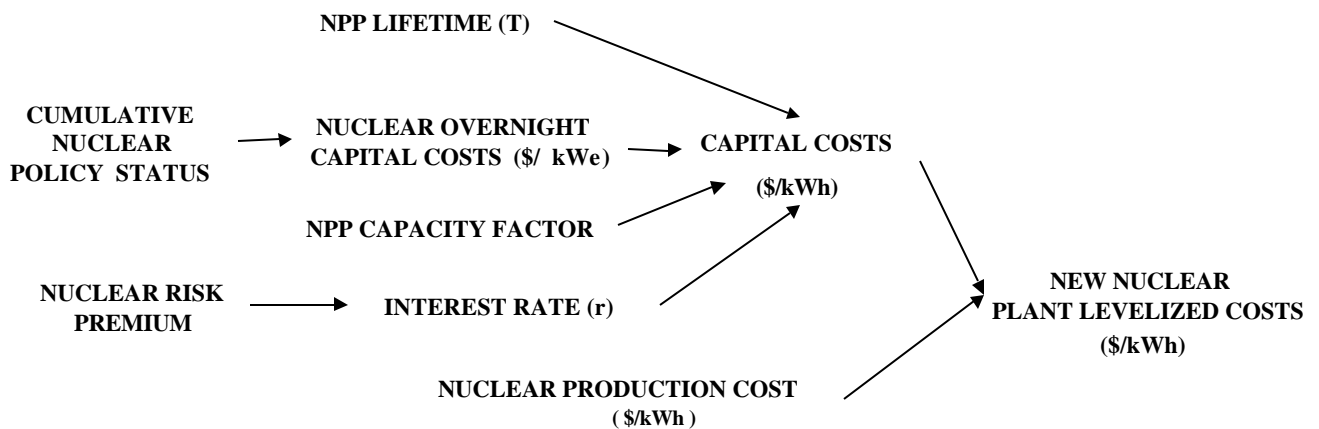 NPP LIFETIME (T)
CUMULATIVE
NUCLEAR
POLICY STATUS
NUCLEAR OVERNIGHT
CAPITAL COSTS ($/ kWe)
CAPITAL COSTS
($/kWh)
NPP CAPACITY FACTOR
NUCLEAR RISK
PREMIUM
INTEREST RATE (r)
NEW NUCLEAR
PLANT LEVELIZED COSTS
($/kWh)
NUCLEAR PRODUCTION COST
( $/kWh )